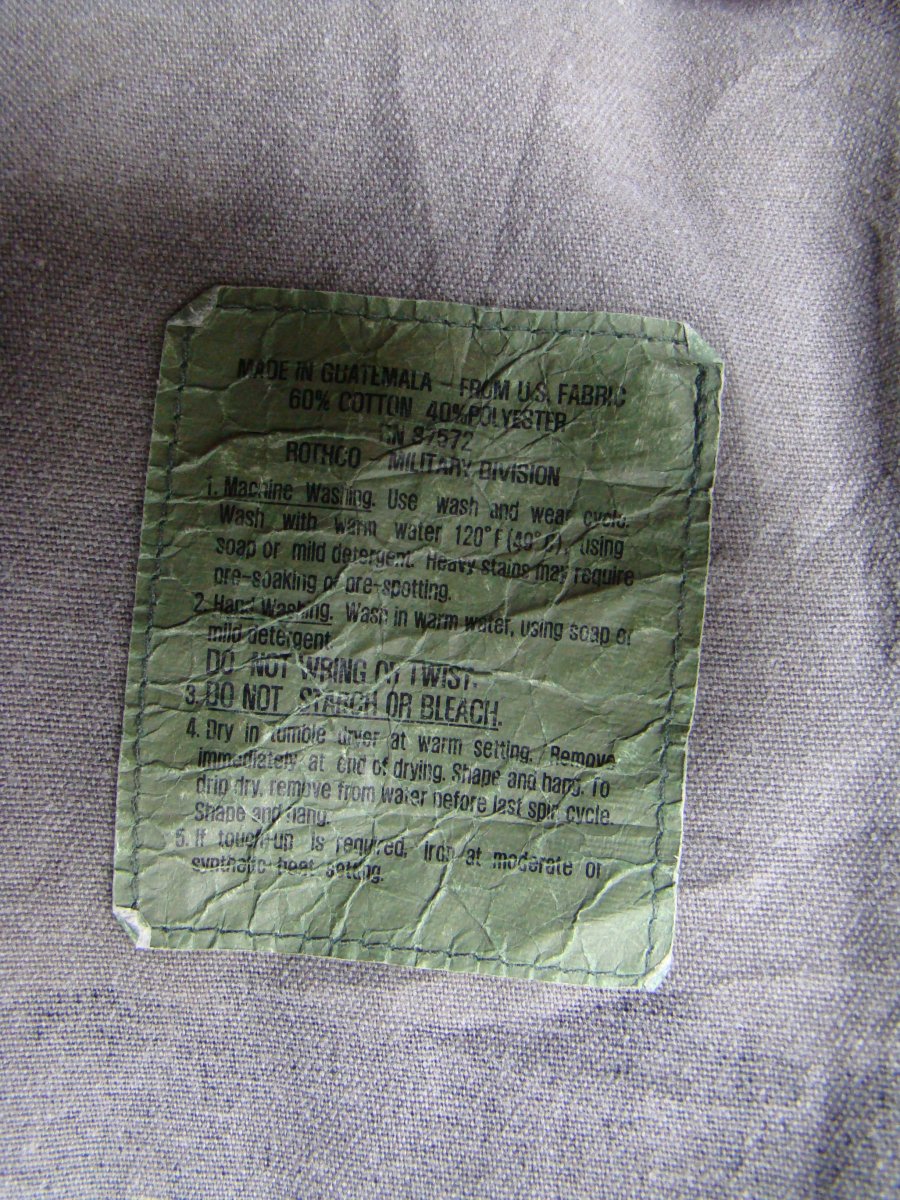 MADE IN GUATEMALA - FROM U.S. FABRIC
60% COTTON 40% POLYESTER
RN 37572
ROTHCO - MILITARY DIVISION
1. Machine Washing. Use wash and wear cycle.
Wash with warm water 120°F (49°C), using
soap or mild detergent. Heavy stains may require
pre-soaking or pre-spotting.
2. Hand Washing. Wash in warm water, using soap or
mild detergent.
DO NOT WRING OR TWIST.
3. DO NOT STARCH OR BLEACH.
4. Dry in tumble dryer at warm setting. Remove
immediately at end of drying. Shape and hang. To
drip dry, remove from water before last spin cycle.
Shape and hang.
5. If touch-up is required, iron at moderate or
synthetic heat setting.